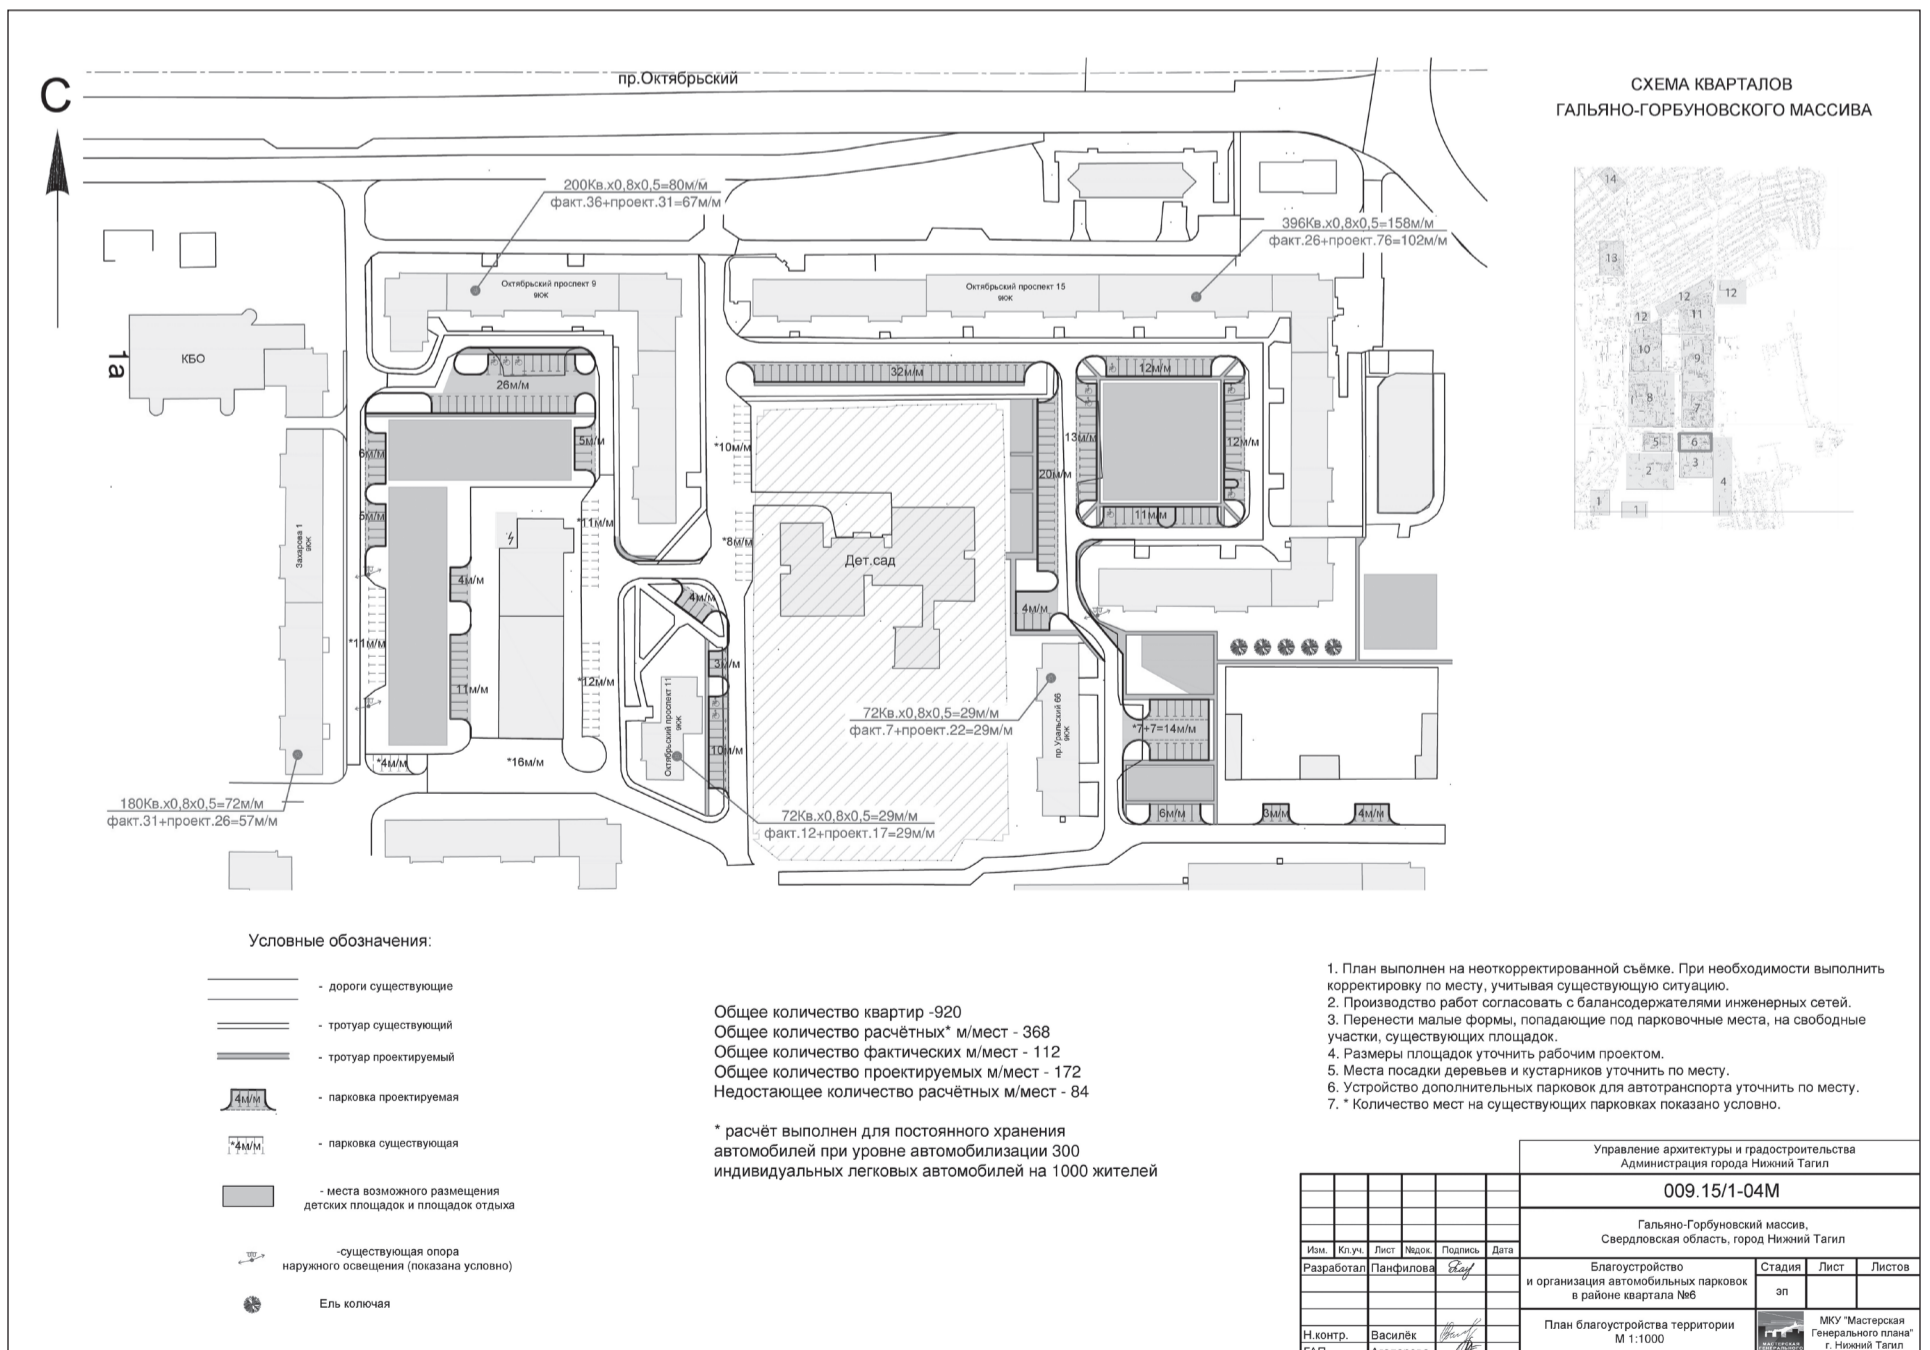 пр.Октябрьский
С
СХЕМА КВАРТАЛОВ
ГАЛЬЯНО-ГОРБУНОВСКОГО МАССИВА
14
13
12
12
12
11
10
9
8
7
5
6
2
3
4
1
1
200Кв.х0,8х0,5=80м/м
факт.36+проект.31=67м/м
396Кв.х0,8х0,5=158м/м
факт.26+проект.76=102м/м
Октябрьский проспект 9
9КЖ
Октябрьский проспект 15
9КЖ
КБО
1а
26м/м
32м/м
12м/м
6м/м
5м/м
*10м/м
13м/м
12м/м
20м/м
5м/м
*11м/м
11м/м
Захарова 1
9КЖ
*8м/м
Дет.сад
4м/м
4м/м
4м/м
*11м/м
3м/м
11м/м
*12м/м
Октябрьский проспект 11
9КЖ
пр.Уральский 66
9КЖ
72Кв.х0,8х0,5=29м/м
факт.7+проект.22=29м/м
*7+7=14м/м
10м/м
*4м/м
*16м/м
180Кв.х0,8х0,5=72м/м
факт.31+проект.26=57м/м
72Кв.х0,8х0,5=29м/м
факт.12+проект.17=29м/м
6м/м
3м/м
4м/м
Условные обозначения:
- дороги существующие
- тротуар существующий
- тротуар проектируемый
4м/м
- парковка проектируемая
*4м/м
- парковка существующая
- места возможного размещения
детских площадок и площадок отдыха
-существующая опора
наружного освещения (показана условно)
Ель колючая
Общее количество квартир -920
Общее количество расчётных* м/мест - 368
Общее количество фактических м/мест - 112
Общее количество проектируемых м/мест - 172
Недостающее количество расчётных м/мест - 84
* расчёт выполнен для постоянного хранения
автомобилей при уровне автомобилизации 300
индивидуальных легковых автомобилей на 1000 жителей
1. План выполнен на неоткорректированной съёмке. При необходимости выполнить
корректировку по месту, учитывая существующую ситуацию.
2. Производство работ согласовать с балансодержателями инженерных сетей.
3. Перенести малые формы, попадающие под парковочные места, на свободные
участки, существующих площадок.
4. Размеры площадок уточнить рабочим проектом.
5. Места посадки деревьев и кустарников уточнить по месту.
6. Устройство дополнительных парковок для автотранспорта уточнить по месту.
7. * Количество мест на существующих парковках показано условно.
Управление архитектуры и градостроительства
Администрация города Нижний Тагил
009.15/1-04М
Гальяно-Горбуновский массив,
Свердловская область, город Нижний Тагил
Изм. Кл.уч. Лист №док. Подпись Дата
Разработал Панфилова
Благоустройство
и организация автомобильных парковок
в районе квартала №6
Стадия Лист Листов
эп
Н.контр. Василёк
План благоустройства территории
М 1:1000
МКУ "Мастерская
Генерального плана"
г. Нижний Тагил